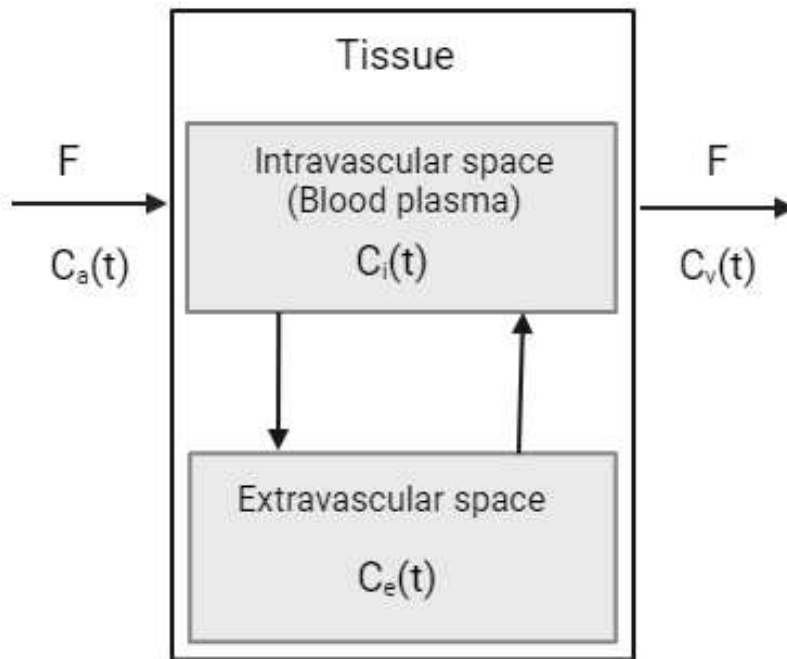 Tissue
Intravascular space
(Blood plasma)
Cᵢ(t)
F
Cₐ(t)
F
Cᵥ(t)
Extravascular space
Cₑ(t)